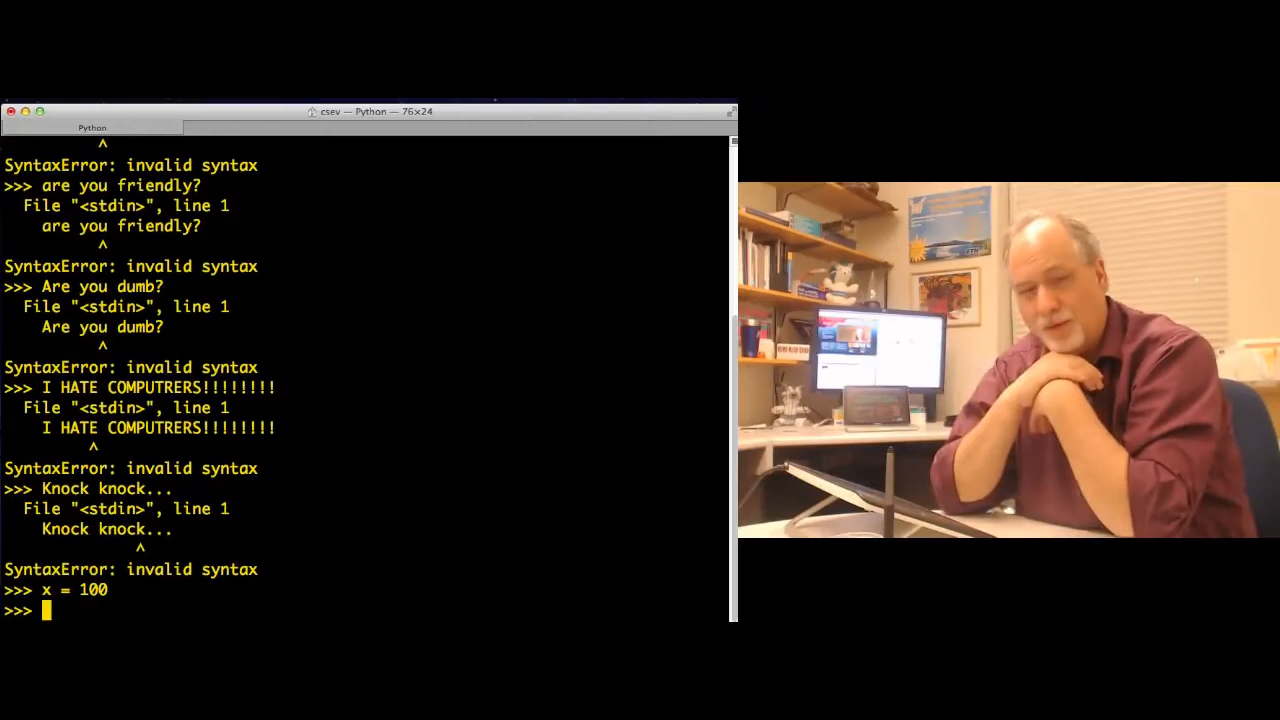 csev — Python — 76×24
Python
^
SyntaxError: invalid syntax
>>> are you friendly?
File "<stdin>", line 1
are you friendly?
^
SyntaxError: invalid syntax
>>> Are you dumb?
File "<stdin>", line 1
Are you dumb?
^
SyntaxError: invalid syntax
>>> I HATE COMPUTRERS!!!!!!!!
File "<stdin>", line 1
I HATE COMPUTRERS!!!!!!!!
^
SyntaxError: invalid syntax
>>> Knock knock...
File "<stdin>", line 1
Knock knock...
^
SyntaxError: invalid syntax
>>> x = 100
>>>